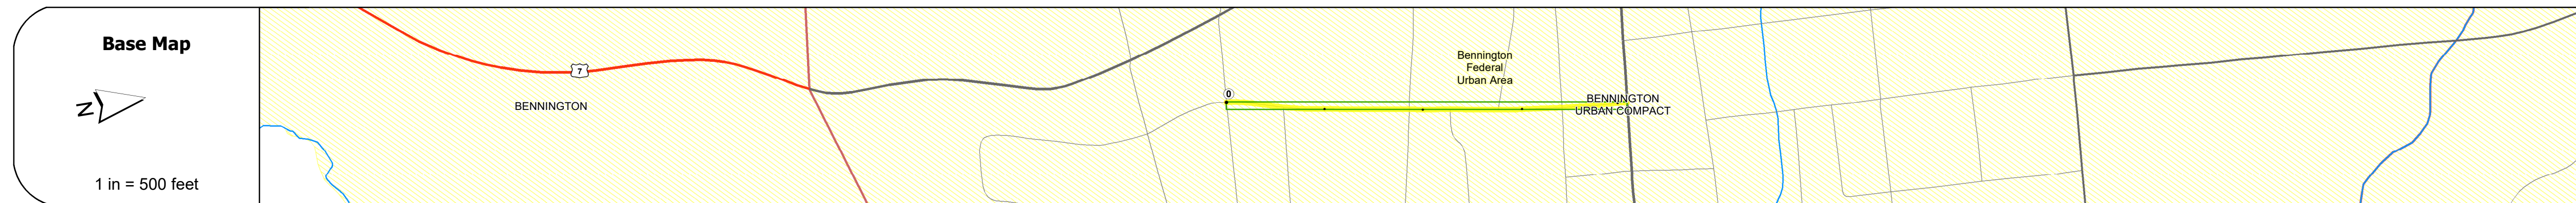 Base Map
N
1 in = 500 feet
7
BENNINGTON
0
Bennington
Federal
Urban Area
BENNINGTON
URBAN COMPACT